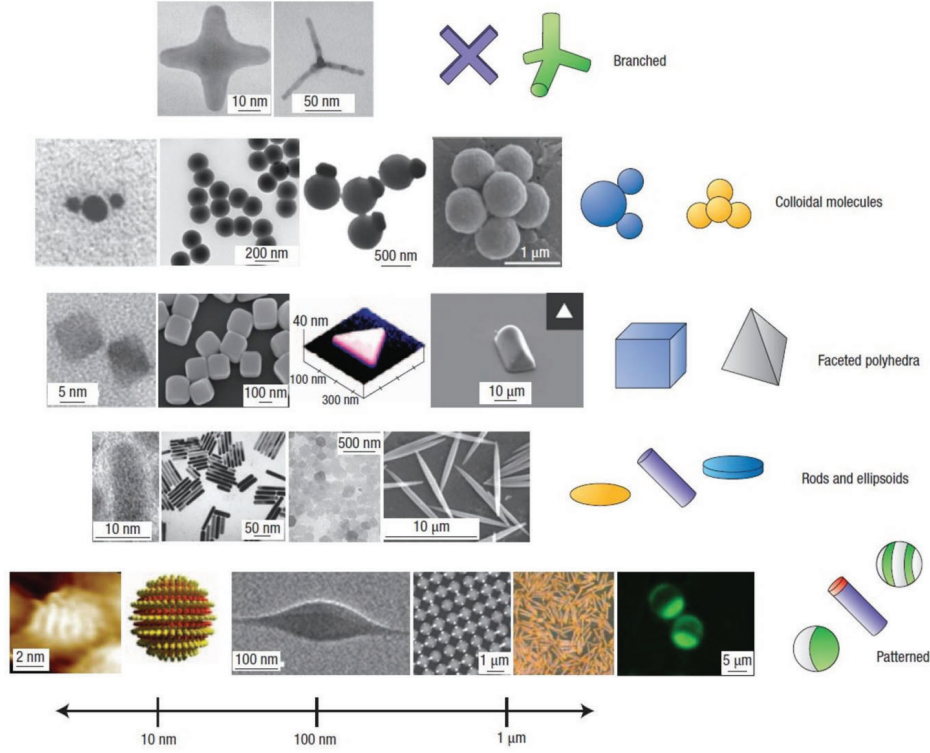 10 nm
50 nm
Branched
200 nm
500 nm
1 µm
Colloidal molecules
5 nm
100 nm
40 nm
100 nm
300 nm
10 µm
Faceted polyhedra
10 nm
50 nm
500 nm
10 µm
Rods and ellipsoids
2 nm
100 nm
1 µm
5 µm
Patterned
10 nm
100 nm
1 µm